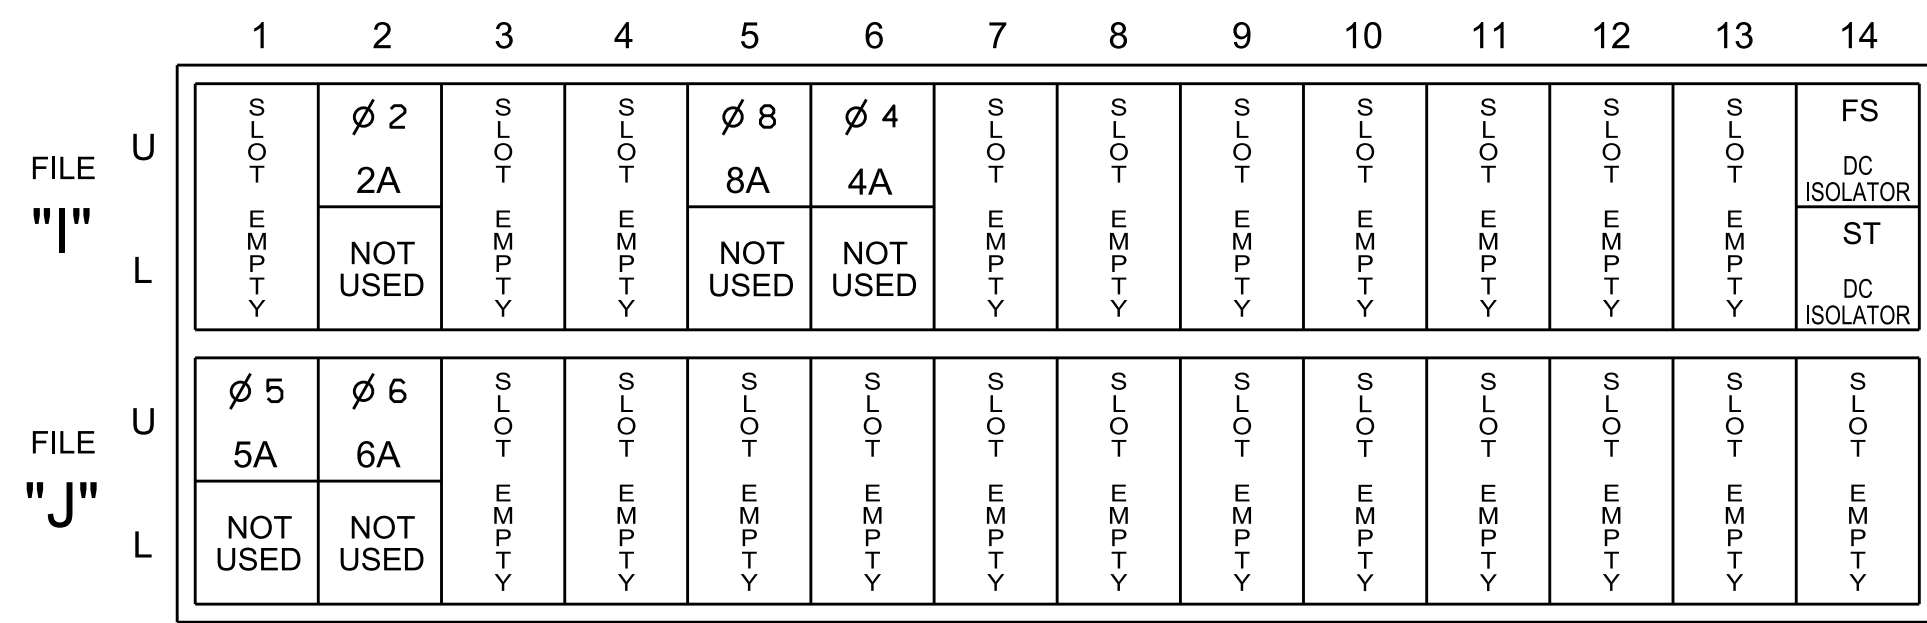 1 2 3 4 5 6 7 8 9 10 11 12 13 14
FILE "I"
U
L
SLOT EMPTY
ø 2
2A
NOT
USED
SLOT EMPTY
SLOT EMPTY
ø 8
8A
NOT
USED
ø 4
4A
NOT
USED
SLOT EMPTY
SLOT EMPTY
SLOT EMPTY
SLOT EMPTY
SLOT EMPTY
SLOT EMPTY
SLOT EMPTY
FS
DC
ISOLATOR
ST
DC
ISOLATOR
FILE "J"
U
L
ø 5
5A
NOT
USED
ø 6
6A
NOT
USED
SLOT EMPTY
SLOT EMPTY
SLOT EMPTY
SLOT EMPTY
SLOT EMPTY
SLOT EMPTY
SLOT EMPTY
SLOT EMPTY
SLOT EMPTY
SLOT EMPTY
SLOT EMPTY
SLOT EMPTY